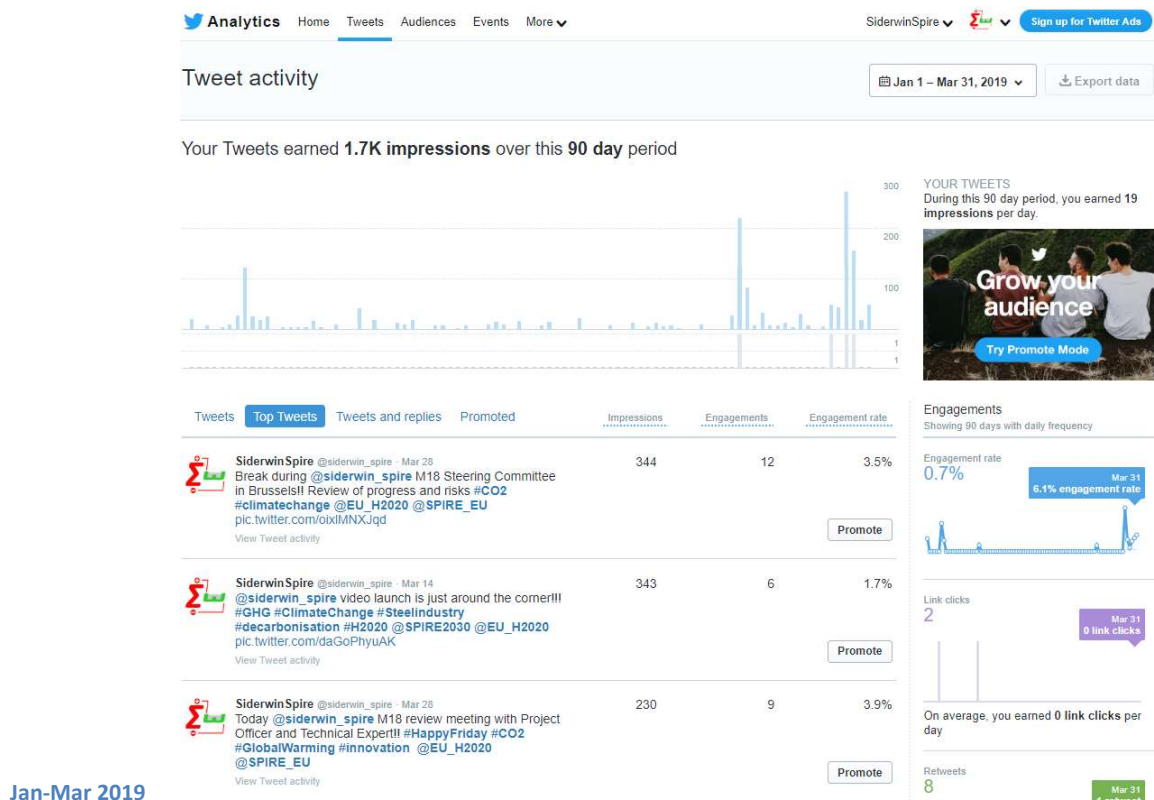 Analytics Home Tweets Audiences Events More SiderwinSpire Sign up for Twitter Ads
Tweet activity
Jan 1 – Mar 31, 2019 Export data
Your Tweets earned 1.7K impressions over this 90 day period
300
200
100
1
1
YOUR TWEETS
During this 90 day period, you earned 19
impressions per day.
Grow your
audience
Try Promote Mode
Tweets Top Tweets Tweets and replies Promoted Impressions Engagements Engagement rate
SiderwinSpire @siderwin_spire · Mar 28 344 12 3.5%
Break during @siderwin_spire M18 Steering Committee
in Brussels!! Review of progress and risks #CO2
#climatechange @EU_H2020 @SPIRE_EU
pic.twitter.com/oixlMNXJqd
View Tweet activity
Promote
SiderwinSpire @siderwin_spire · Mar 14 343 6 1.7%
@siderwin_spire video launch is just around the corner!!!
#GHG #ClimateChange #Steelindustry
#decarbonisation #H2020 @SPIRE2030 @EU_H2020
pic.twitter.com/daGoPhyuAK
View Tweet activity
Promote
SiderwinSpire @siderwin_spire · Mar 28 230 9 3.9%
Today @siderwin_spire M18 review meeting with Project
Officer and Technical Expert!! #HappyFriday #CO2
#GlobalWarming #innovation @EU_H2020
@SPIRE_EU
View Tweet activity
Promote
Engagements
Showing 90 days with daily frequency
Engagement rate
0.7%
Mar 31
6.1% engagement rate
Link clicks
2
Mar 31
0 link clicks
On average, you earned 0 link clicks per
day
Retweets
8
Mar 31
Jan-Mar 2019